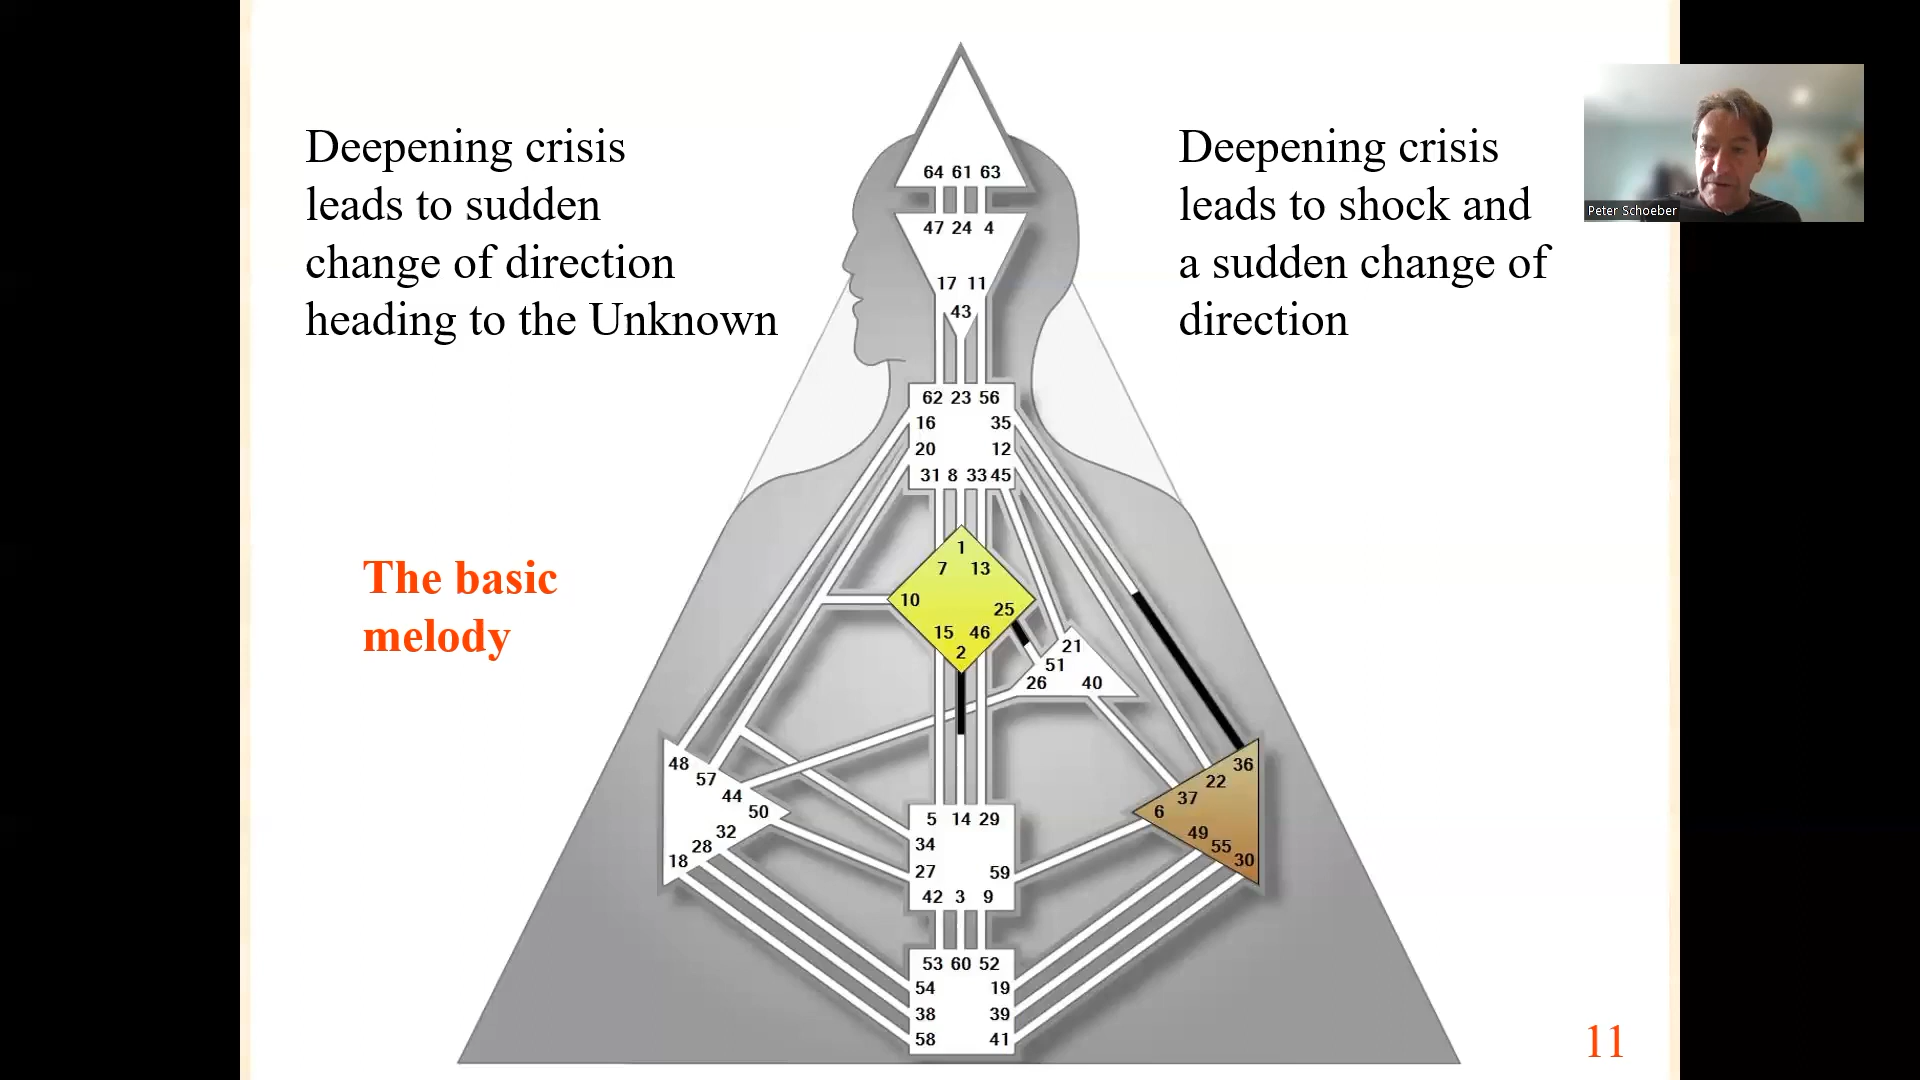 Deepening crisis
leads to sudden
change of direction
heading to the Unknown
Deepening crisis
leads to shock and
a sudden change of
direction
Peter Schoeber
The basic
melody
64 61 63
47 24 4
17 11
43
62 23 56
16 35
20 12
31 8 33 45
1
7 13
10
25
15 46
2
21
51
26 40
48
57
44
50
32
28
18
36
22
37
6
49
55
30
5 14 29
34
27 59
42 3 9
53 60 52
54 19
38 39
58 41
11